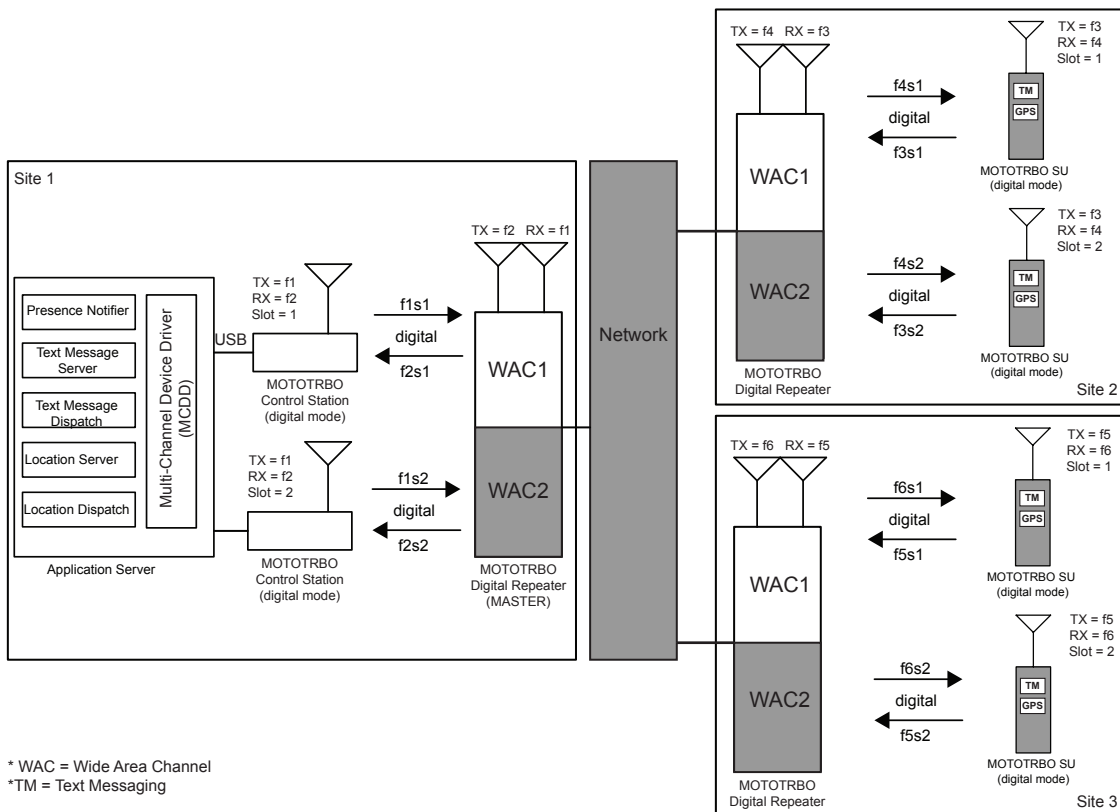 Site 1
Presence Notifier
Text Message
Server
Text Message
Dispatch
Location Server
Location Dispatch
Multi-Channel Device Driver
(MCDD)
Application Server
USB
TX = f1
RX = f2
Slot = 1
MOTOTRBO
Control Station
(digital mode)
TX = f1
RX = f2
Slot = 2
MOTOTRBO
Control Station
(digital mode)
f1s1
digital
f2s1
f1s2
digital
f2s2
TX = f2 RX = f1
WAC1
WAC2
MOTOTRBO
Digital Repeater
(MASTER)
Network
TX = f4 RX = f3
WAC1
WAC2
MOTOTRBO
Digital Repeater
f4s1
digital
f3s1
TX = f3
RX = f4
Slot = 1
TM
GPS
MOTOTRBO SU
(digital mode)
f4s2
digital
f3s2
TX = f3
RX = f4
Slot = 2
TM
GPS
MOTOTRBO SU
(digital mode)
Site 2
TX = f6 RX = f5
WAC1
WAC2
MOTOTRBO
Digital Repeater
f6s1
digital
f5s1
TX = f5
RX = f6
Slot = 1
TM
GPS
MOTOTRBO SU
(digital mode)
f6s2
digital
f5s2
TX = f5
RX = f6
Slot = 2
TM
GPS
MOTOTRBO SU
(digital mode)
Site 3
* WAC = Wide Area Channel
*TM = Text Messaging